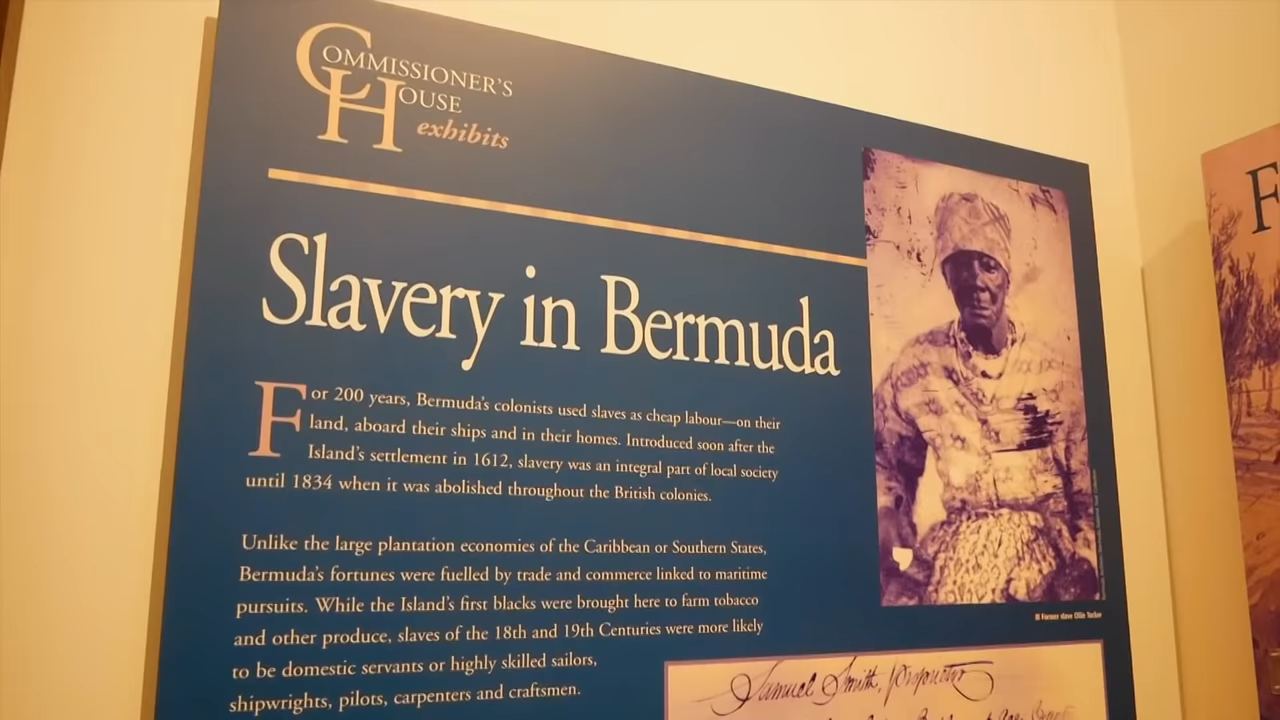 COMMISSIONER'S
HOUSE
exhibits
Slavery in Bermuda
For 200 years, Bermuda's colonists used slaves as cheap labour—on their
land, aboard their ships and in their homes. Introduced soon after the
Island's settlement in 1612, slavery was an integral part of local society
until 1834 when it was abolished throughout the British colonies.
Unlike the large plantation economies of the Caribbean or Southern States,
Bermuda's fortunes were fuelled by trade and commerce linked to maritime
pursuits. While the Island's first blacks were brought here to farm tobacco
and other produce, slaves of the 18th and 19th Centuries were more likely
to be domestic servants or highly skilled sailors,
shipwrights, pilots, carpenters and craftsmen.
Former slave Ollie Tucker
Samuel Smith, Proprietor
F